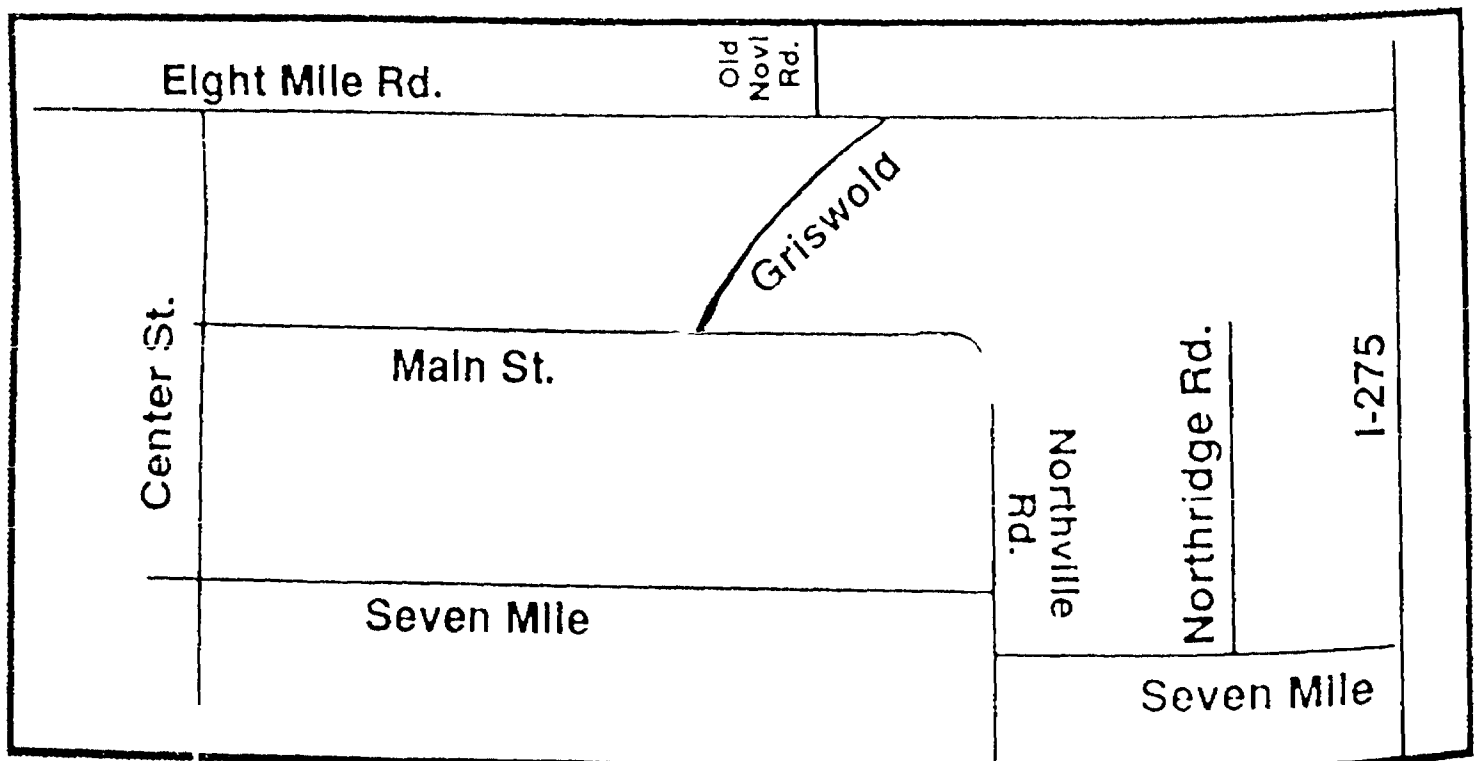 Eight Mile Rd.
Old
Novi
Rd.
Griswold
Center St.
Main St.
Northville
Rd.
Northridge Rd.
I-275
Seven Mile
Seven Mile